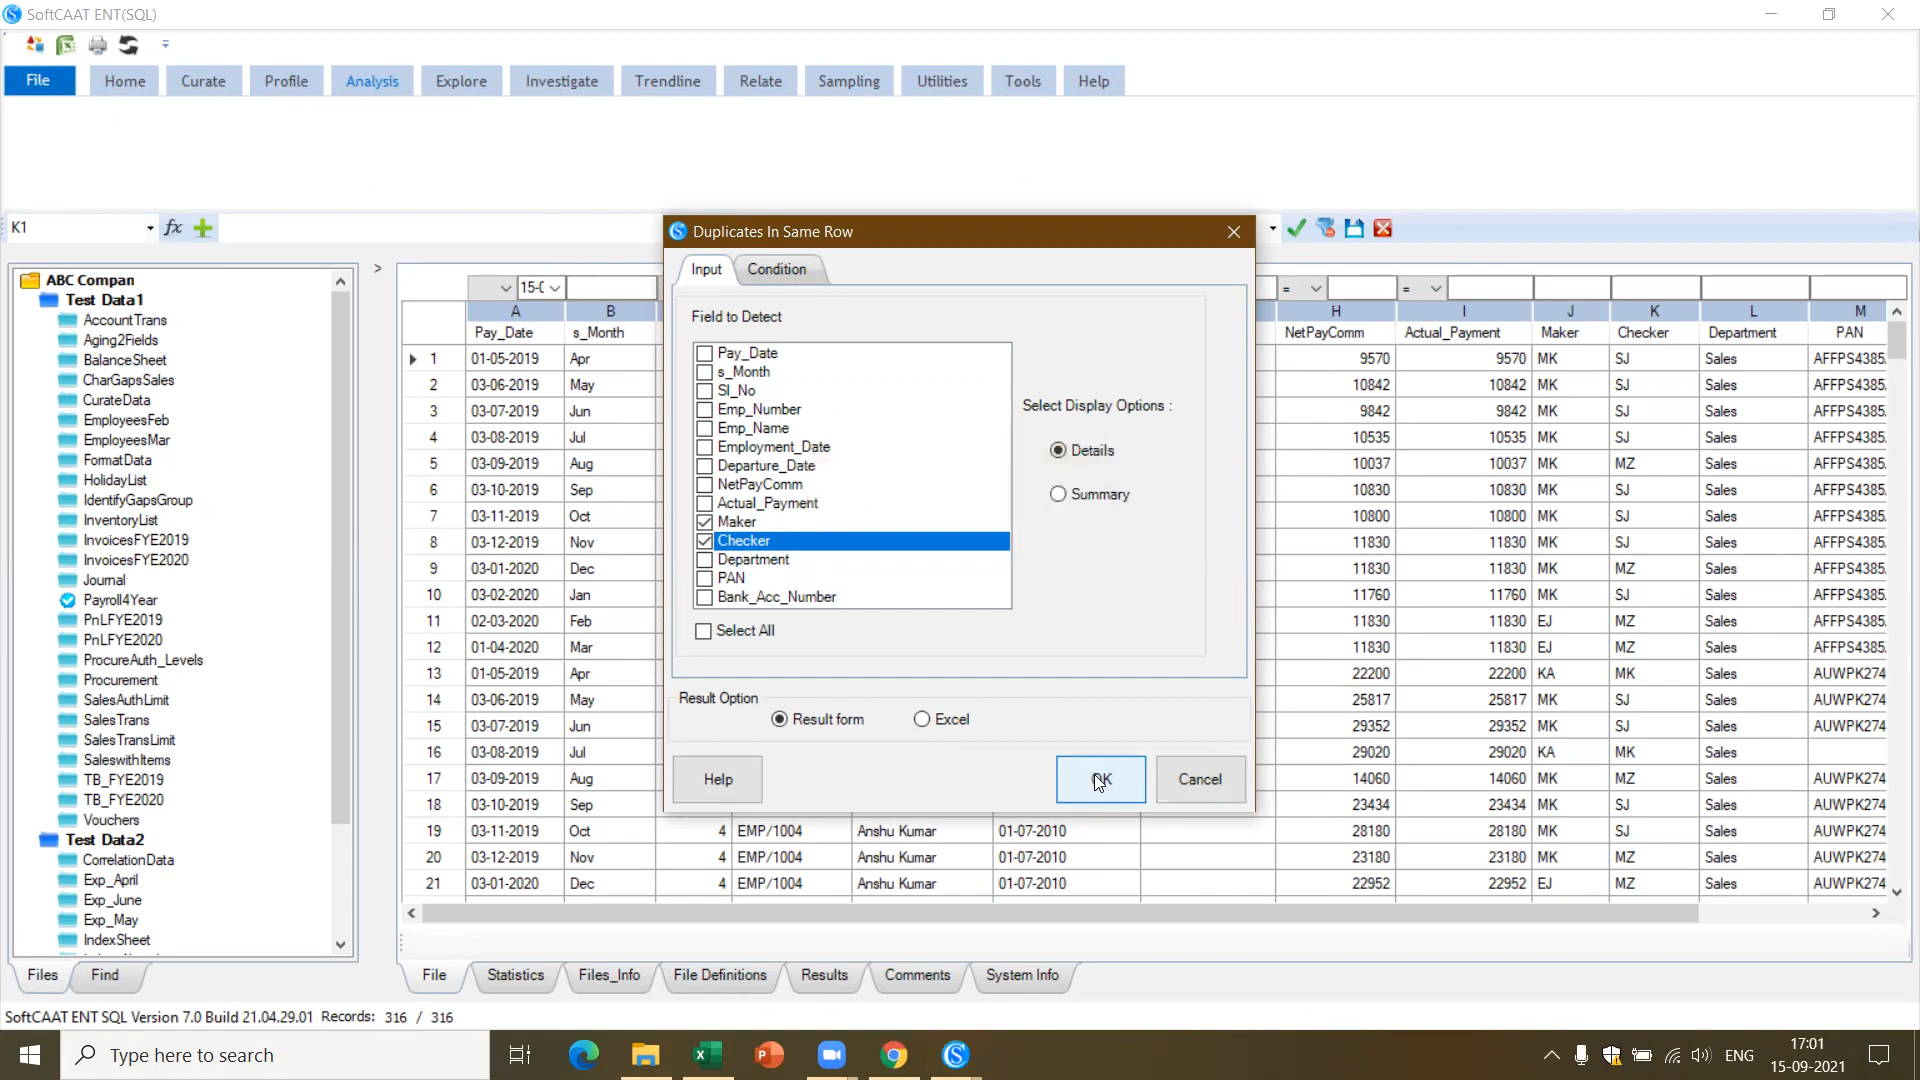 SoftCAAT ENT(SQL)
File Home Curate Profile Analysis Explore Investigate Trendline Relate Sampling Utilities Tools Help
K1 fx
Duplicates In Same Row
Input Condition
Field to Detect
Pay_Date
s_Month
Sl_No
Emp_Number
Emp_Name
Employment_Date
Departure_Date
NetPayComm
Actual_Payment
Maker
Checker
Department
PAN
Bank_Acc_Number
Select All
Select Display Options :
Details
Summary
Result Option
Result form Excel
Help OK Cancel
ABC Compan
Test Data1
AccountTrans
Aging2Fields
BalanceSheet
CharGapsSales
CurateData
EmployeesFeb
EmployeesMar
FormatData
HolidayList
IdentifyGapsGroup
InventoryList
InvoicesFYE2019
InvoicesFYE2020
Journal
Payroll4Year
PnLFYE2019
PnLFYE2020
ProcureAuth_Levels
Procurement
SalesAuthLimit
SalesTrans
SalesTransLimit
SaleswithItems
TB_FYE2019
TB_FYE2020
Vouchers
Test Data2
CorrelationData
Exp_April
Exp_June
Exp_May
IndexSheet
Files Find
> = =
A B H I J K L M
Pay_Date s_Month NetPayComm Actual_Payment Maker Checker Department PAN
1 01-05-2019 Apr 9570 9570 MK SJ Sales AFFPS4385
2 03-06-2019 May 10842 10842 MK SJ Sales AFFPS4385
3 03-07-2019 Jun 9842 9842 MK SJ Sales AFFPS4385
4 03-08-2019 Jul 10535 10535 MK SJ Sales AFFPS4385
5 03-09-2019 Aug 10037 10037 MK MZ Sales AFFPS4385
6 03-10-2019 Sep 10830 10830 MK SJ Sales AFFPS4385
7 03-11-2019 Oct 10800 10800 MK SJ Sales AFFPS4385
8 03-12-2019 Nov 11830 11830 MK SJ Sales AFFPS4385
9 03-01-2020 Dec 11830 11830 MK MZ Sales AFFPS4385
10 03-02-2020 Jan 11760 11760 MK SJ Sales AFFPS4385
11 02-03-2020 Feb 11830 11830 EJ MZ Sales AFFPS4385
12 01-04-2020 Mar 11830 11830 EJ MZ Sales AFFPS4385
13 01-05-2019 Apr 22200 22200 KA MK Sales AUWPK274
14 03-06-2019 May 25817 25817 MK SJ Sales AUWPK274
15 03-07-2019 Jun 29352 29352 MK SJ Sales AUWPK274
16 03-08-2019 Jul 29020 29020 KA MK Sales
17 03-09-2019 Aug 14060 14060 MK MZ Sales AUWPK274
18 03-10-2019 Sep 23434 23434 MK SJ Sales AUWPK274
19 03-11-2019 Oct 4 EMP/1004 Anshu Kumar 01-07-2010 28180 28180 MK SJ Sales AUWPK274
20 03-12-2019 Nov 4 EMP/1004 Anshu Kumar 01-07-2010 23180 23180 MK MZ Sales AUWPK274
21 03-01-2020 Dec 4 EMP/1004 Anshu Kumar 01-07-2010 22952 22952 EJ MZ Sales AUWPK274
File Statistics Files_Info File Definitions Results Comments System Info
SoftCAAT ENT SQL Version 7.0 Build 21.04.29.01 Records: 316 / 316
Type here to search
ENG
17:01
15-09-2021